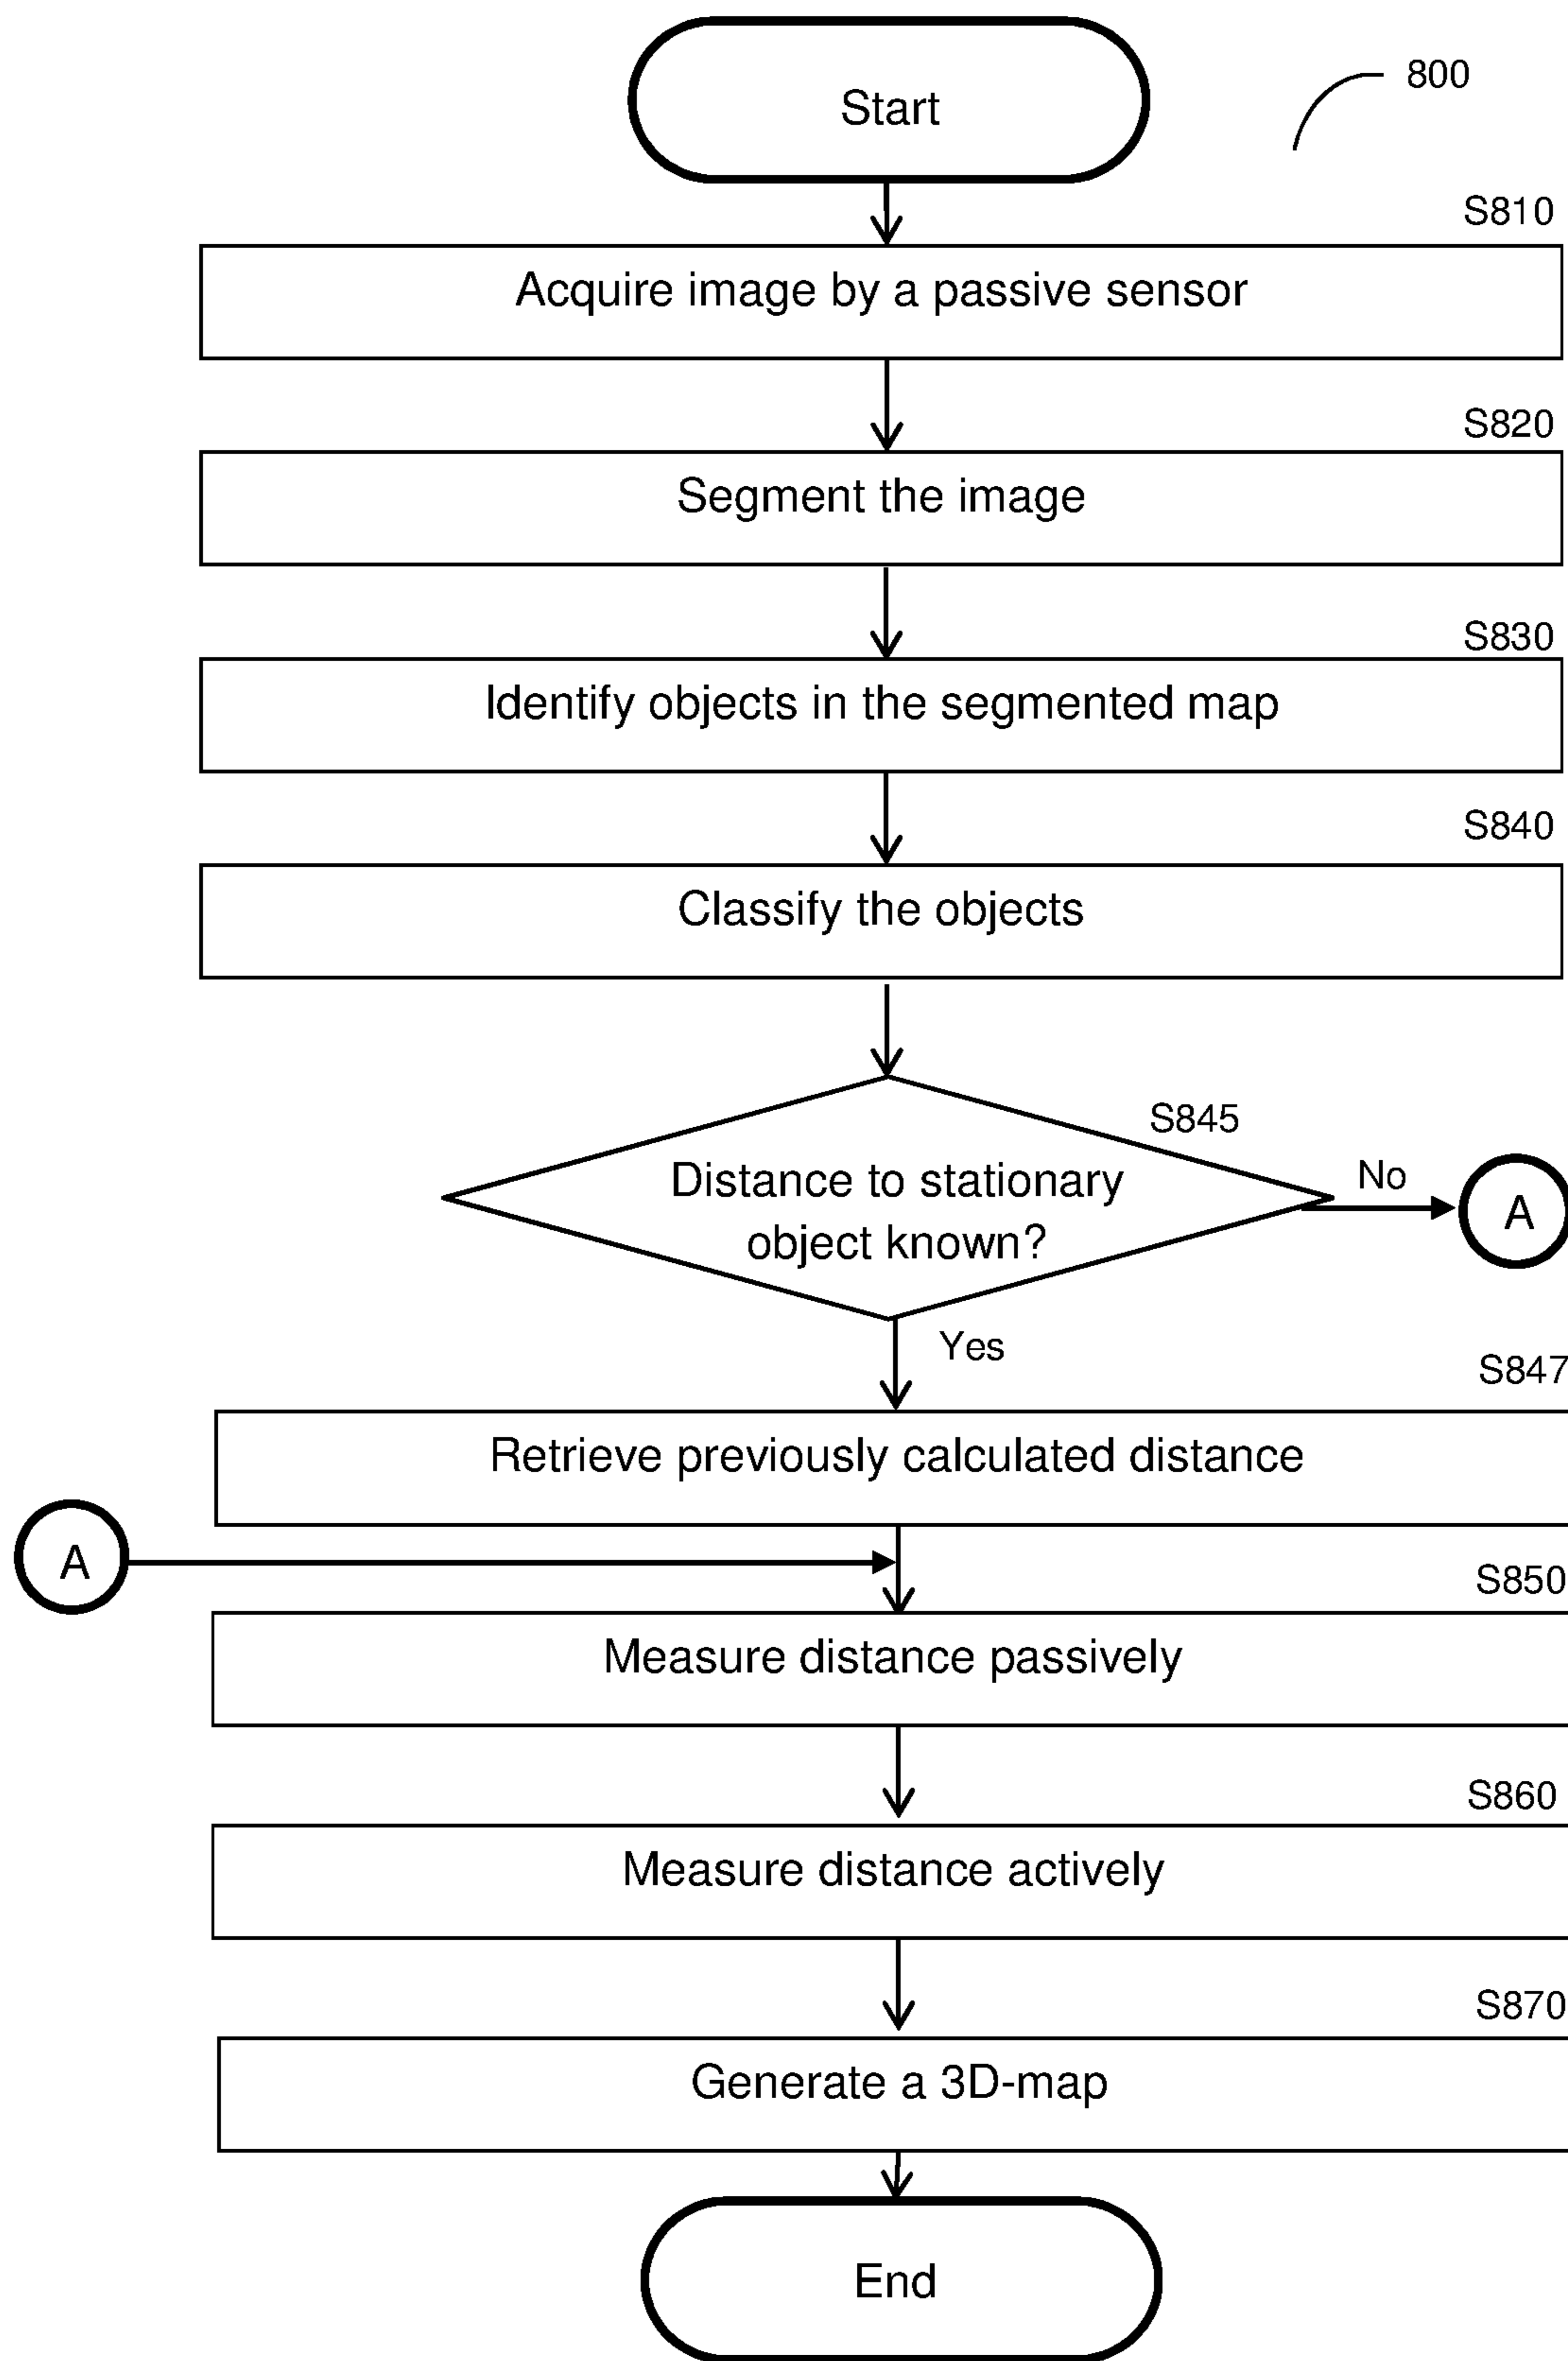 Start
800
S810
Acquire image by a passive sensor
S820
Segment the image
S830
Identify objects in the segmented map
S840
Classify the objects
S845
Distance to stationary
object known?
No
A
Yes
S847
Retrieve previously calculated distance
A
S850
Measure distance passively
S860
Measure distance actively
S870
Generate a 3D-map
End